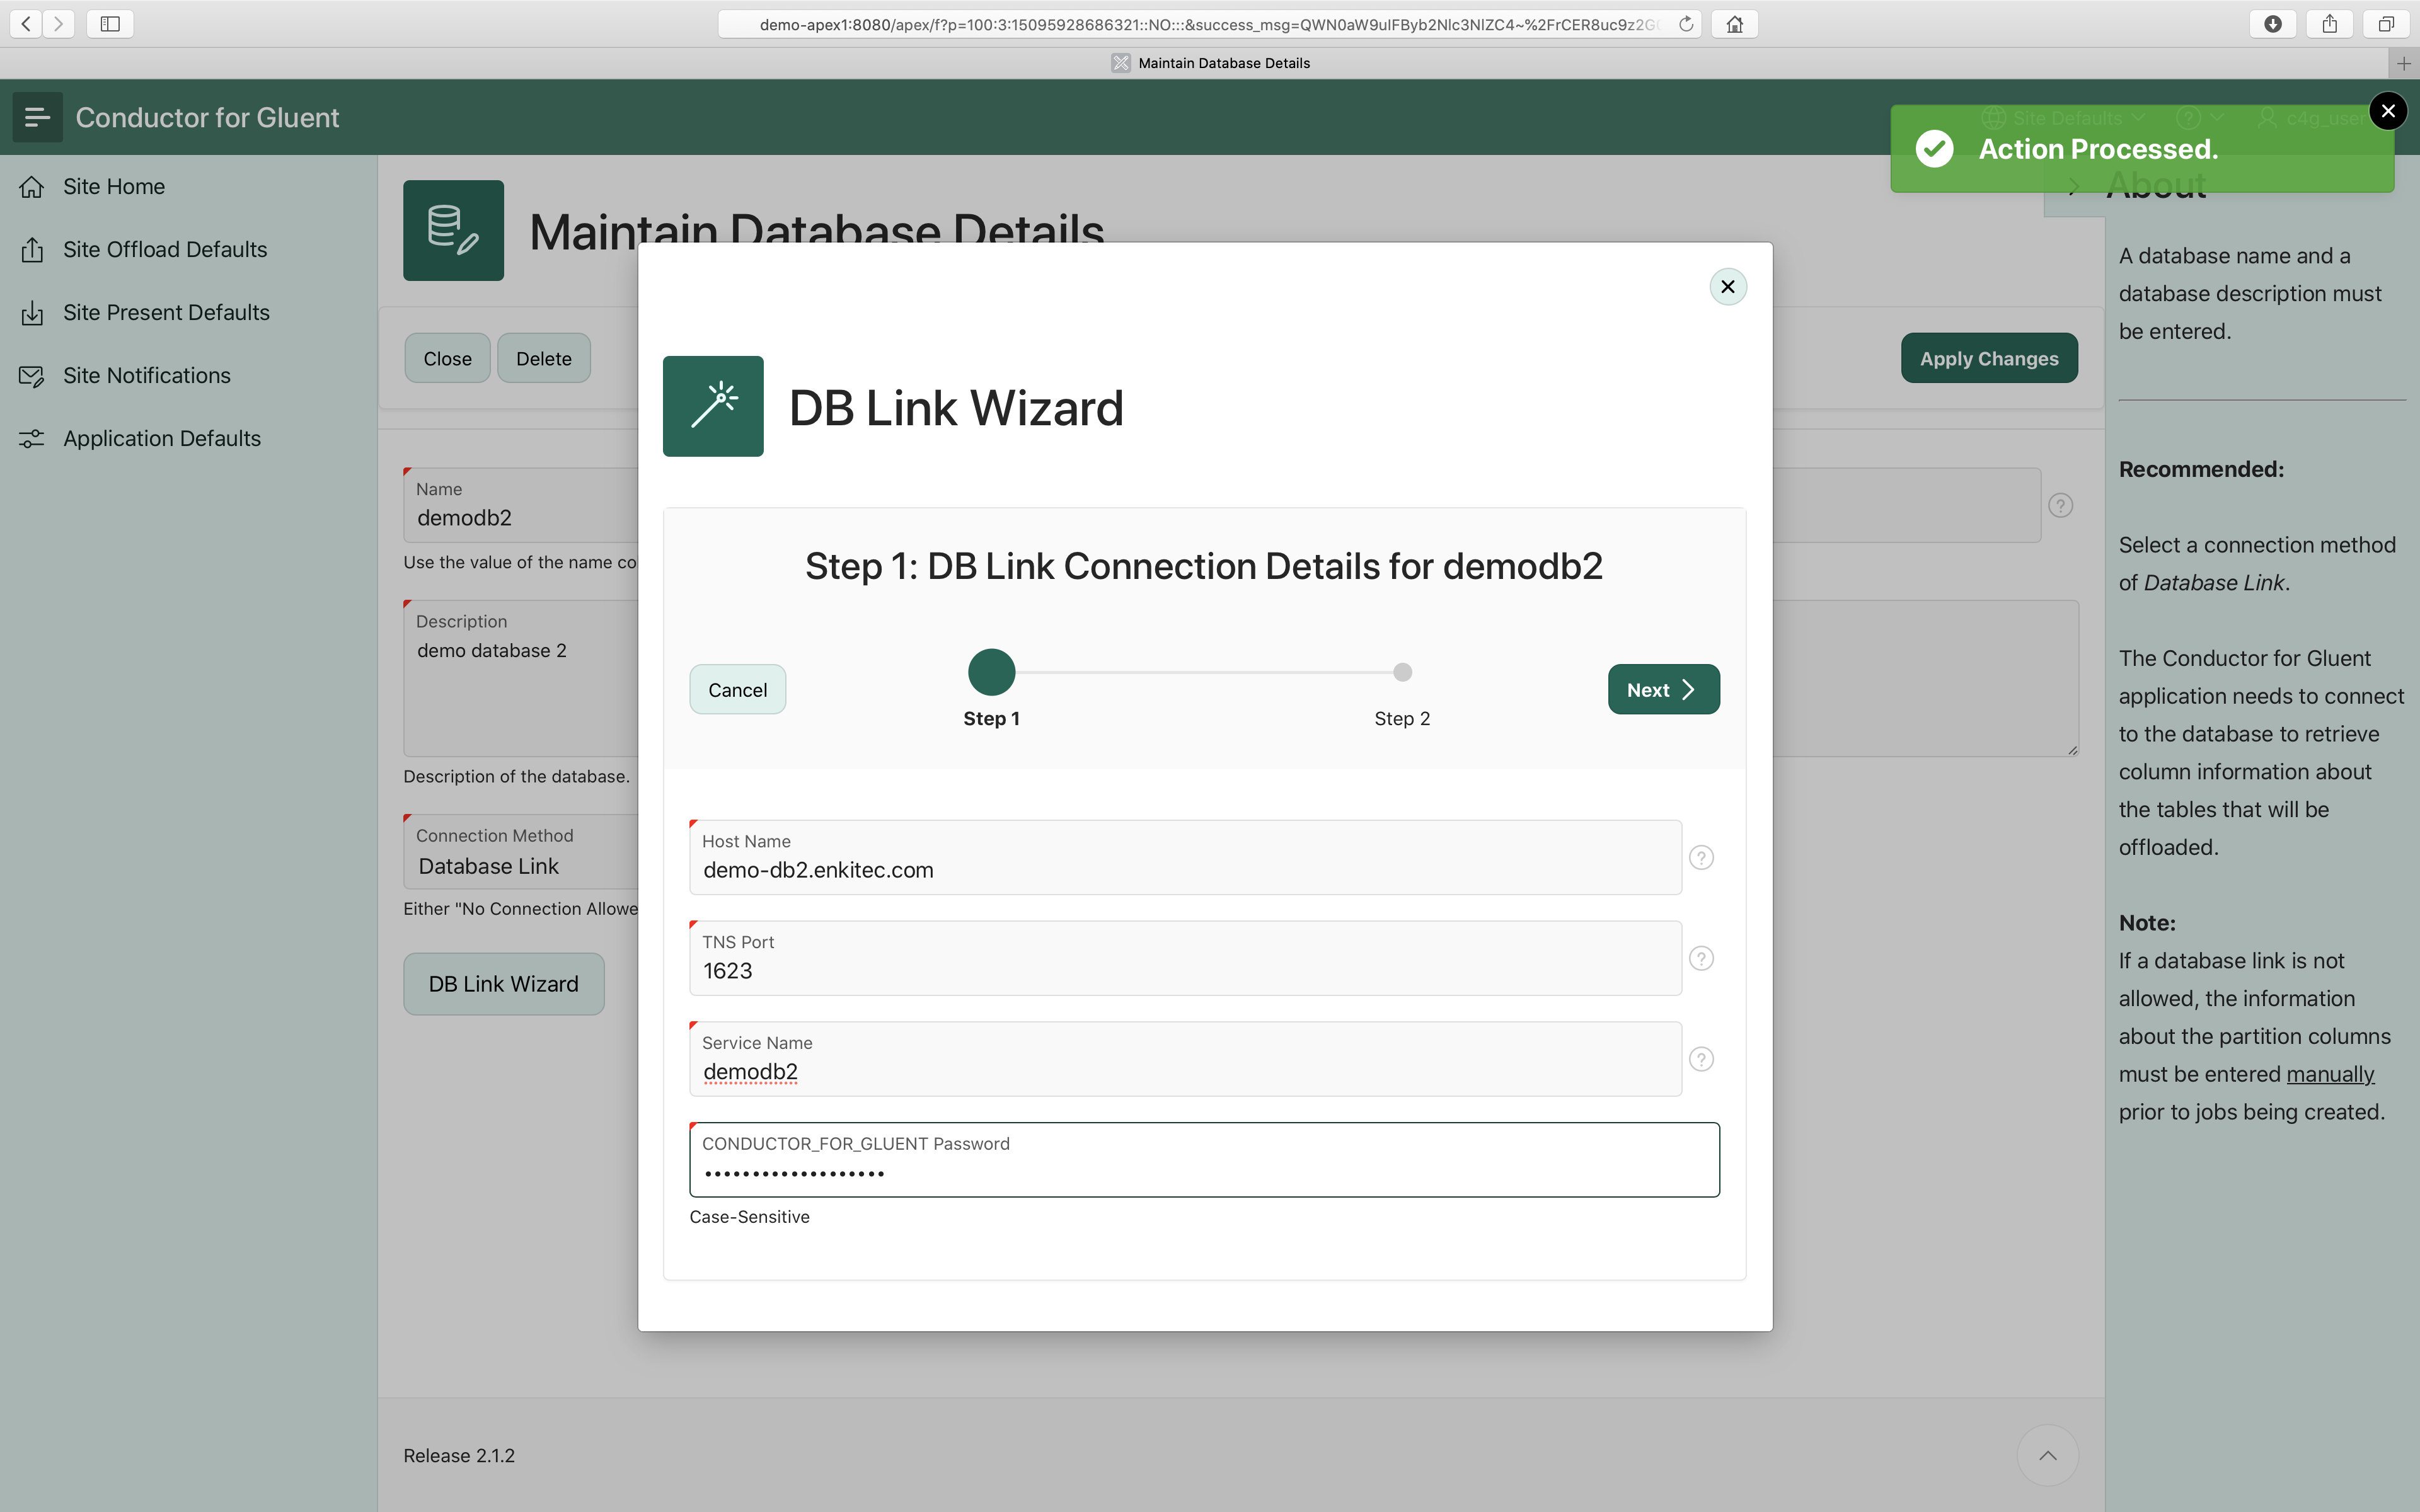 demo-apex1:8080/apex/f?p=100:3:15095928686321::NO:::&success_msg=QWN0aW9uIFByb2Nlc3NlZC4~%2FrCER8uc9z2G
Maintain Database Details
Conductor for Gluent
Site Defaults
c4g_user
Action Processed.
Site Home
Site Offload Defaults
Site Present Defaults
Site Notifications
Application Defaults
Maintain Database Details
Close
Delete
Apply Changes
Name
demodb2
Use the value of the name co
Description
demo database 2
Description of the database.
Connection Method
Database Link
Either "No Connection Allowe
DB Link Wizard
DB Link Wizard
Step 1: DB Link Connection Details for demodb2
Cancel
Step 1
Step 2
Next
Host Name
demo-db2.enkitec.com
TNS Port
1623
Service Name
demodb2
CONDUCTOR_FOR_GLUENT Password
••••••••••••••••••
Case-Sensitive
About
A database name and a
database description must
be entered.
Recommended:
Select a connection method
of Database Link.
The Conductor for Gluent
application needs to connect
to the database to retrieve
column information about
the tables that will be
offloaded.
Note:
If a database link is not
allowed, the information
about the partition columns
must be entered manually
prior to jobs being created.
Release 2.1.2